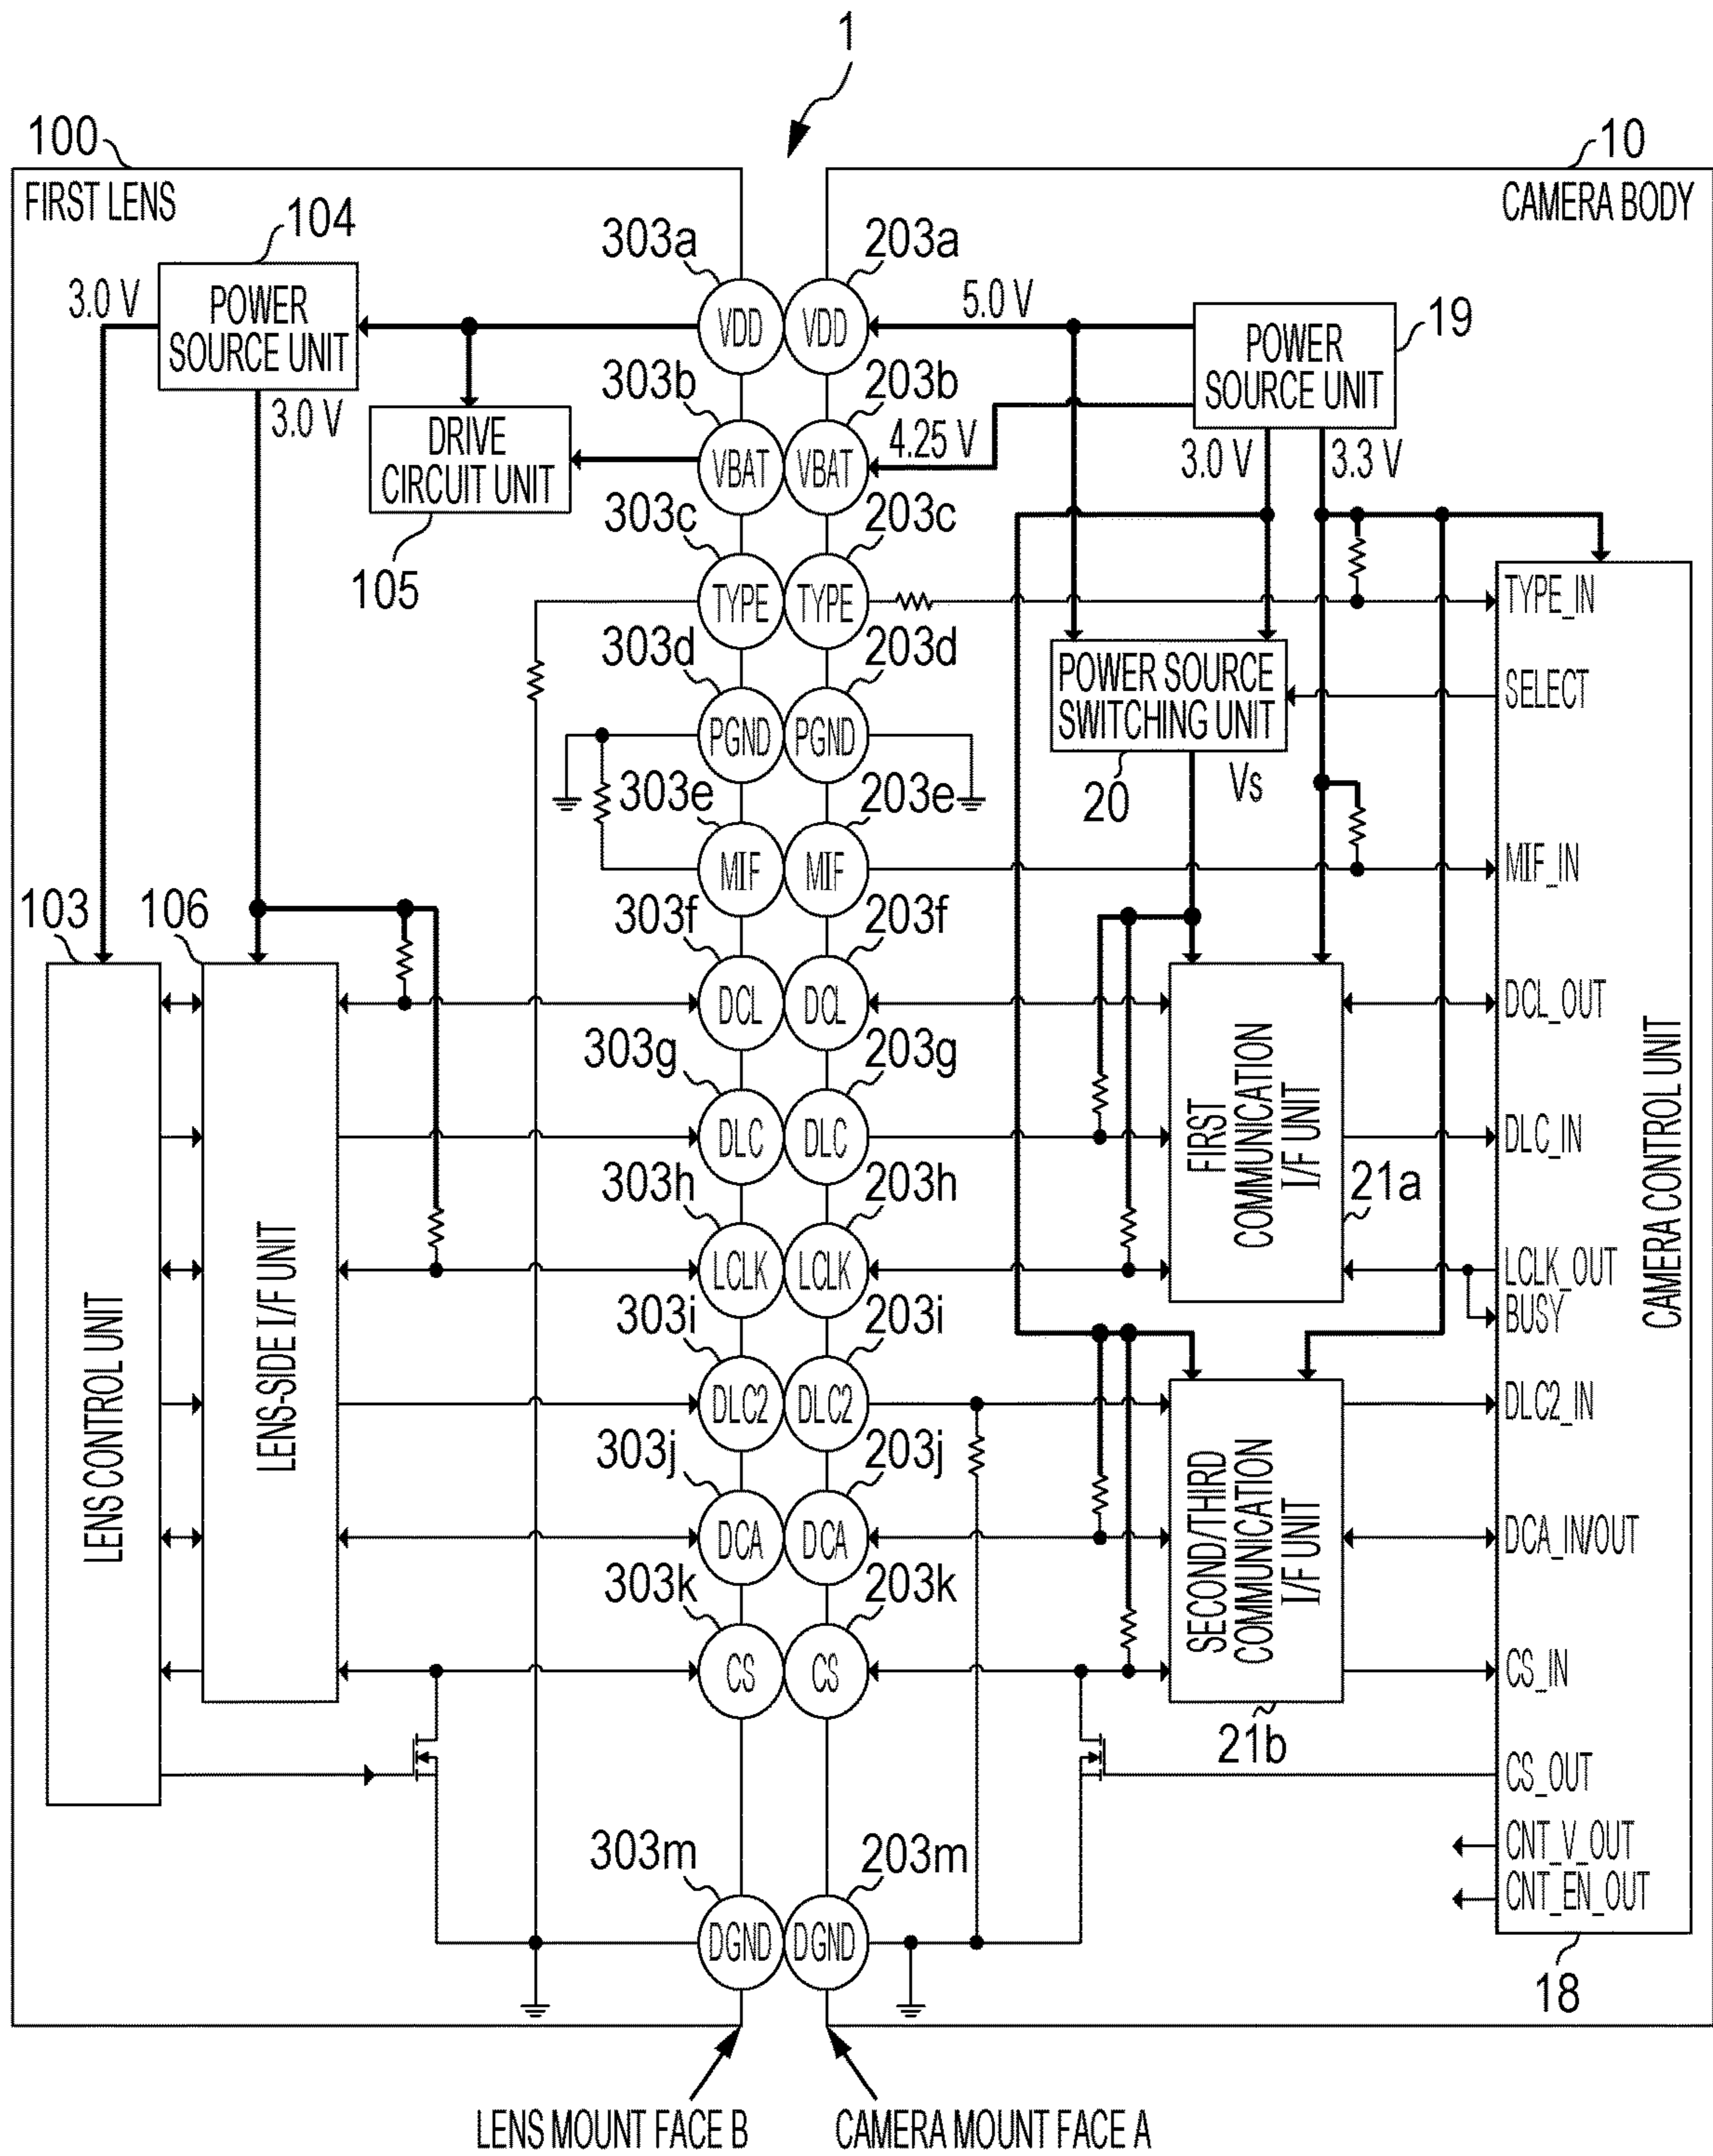 1
100
10
FIRST LENS
CAMERA BODY
104
303a
203a
3.0 V
POWER
SOURCE UNIT
VDD
VDD
5.0 V
POWER
SOURCE UNIT
19
3.0 V
303b
203b
DRIVE
CIRCUIT UNIT
105
VBAT
VBAT
4.25 V
3.0 V
3.3 V
303c
203c
TYPE
TYPE
TYPE_IN
303d
203d
POWER SOURCE
SWITCHING UNIT
20
Vs
SELECT
PGND
PGND
303e
203e
MIF
MIF
MIF_IN
103
106
303f
203f
DCL
DCL
DCL_OUT
303g
203g
DLC
DLC
DLC_IN
FIRST
COMMUNICATION
I/F UNIT
21a
CAMERA CONTROL UNIT
303h
203h
LCLK
LCLK
LCLK_OUT
BUSY
LENS CONTROL UNIT
LENS-SIDE I/F UNIT
303i
203i
DLC2
DLC2
DLC2_IN
303j
203j
DCA
DCA
DCA_IN/OUT
SECOND/THIRD
COMMUNICATION
I/F UNIT
21b
303k
203k
CS
CS
CS_IN
CS_OUT
CNT_V_OUT
CNT_EN_OUT
303m
203m
DGND
DGND
18
LENS MOUNT FACE B
CAMERA MOUNT FACE A